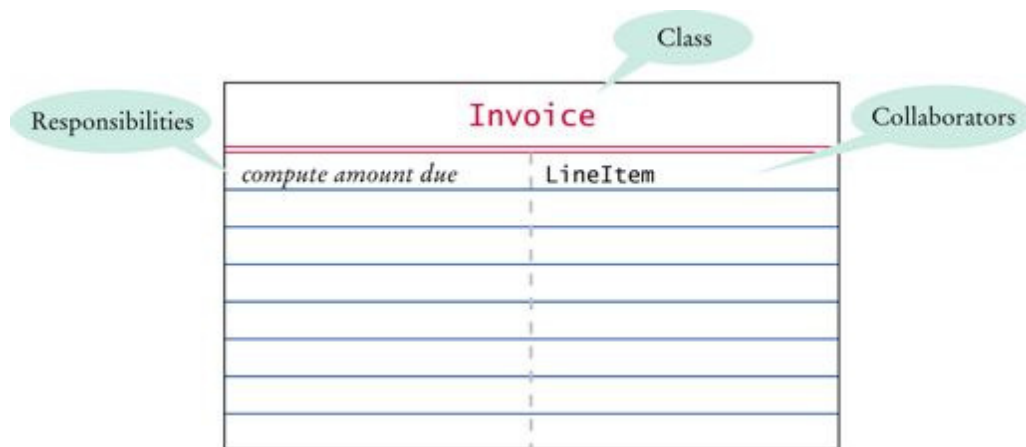 Class
Invoice
Responsibilities
Collaborators
compute amount due
LineItem